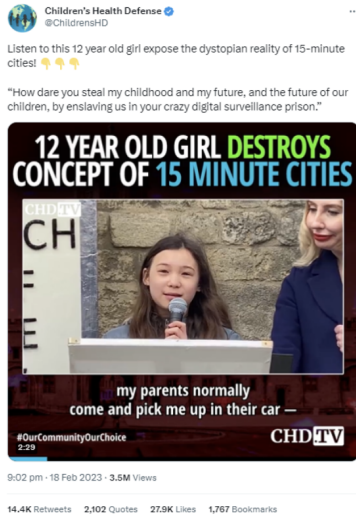 Children's Health Defense
@ChildrensHD
Listen to this 12 year old girl expose the dystopian reality of 15-minute
cities! 👇👇👇
“How dare you steal my childhood and my future, and the future of our
children, by enslaving us in your crazy digital surveillance prison.”
12 YEAR OLD GIRL DESTROYS
CONCEPT OF 15 MINUTE CITIES
CHDTV
CH
my parents normally
come and pick me up in their car —
#OurCommunityOurChoice
CHDTV
2:29
9:02 pm · 18 Feb 2023 · 3.5M Views
14.4K Retweets 2,102 Quotes 27.9K Likes 1,767 Bookmarks